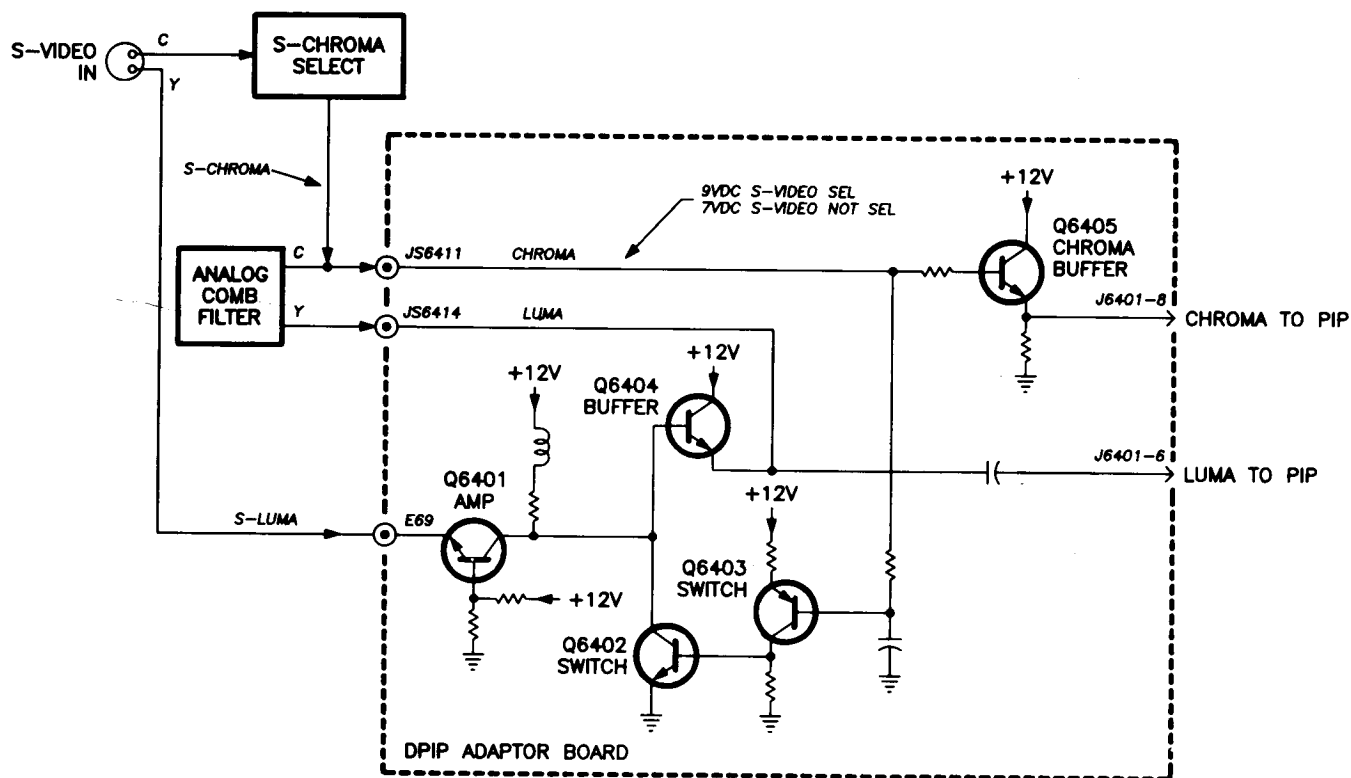 S-VIDEO
IN
C
Y
S-CHROMA
SELECT
S-CHROMA
9VDC S-VIDEO SEL
7VDC S-VIDEO NOT SEL
+12V
Q6405
CHROMA
BUFFER
ANALOG
COMB
FILTER
C
Y
JS6411
CHROMA
JS6414
LUMA
J6401-8
CHROMA TO PIP
+12V
Q6404
BUFFER
+12V
Q6401
AMP
J6401-6
LUMA TO PIP
+12V
S-LUMA
E69
Q6403
SWITCH
+12V
Q6402
SWITCH
DPIP ADAPTOR BOARD